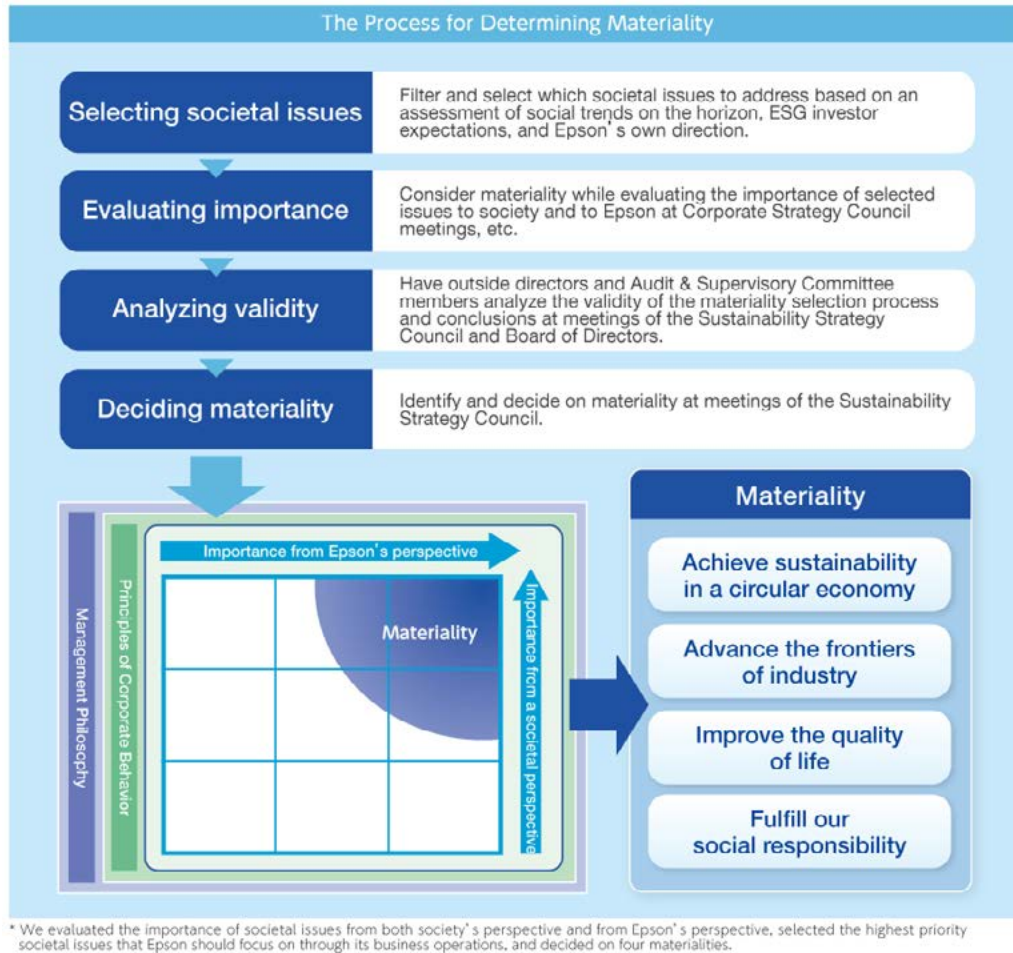 The Process for Determining Materiality
Selecting societal issues
Filter and select which societal issues to address based on an
assessment of social trends on the horizon, ESG investor
expectations, and Epson's own direction.
Evaluating importance
Consider materiality while evaluating the importance of selected
issues to society and to Epson at Corporate Strategy Council
meetings, etc.
Analyzing validity
Have outside directors and Audit & Supervisory Committee
members analyze the validity of the materiality selection process
and conclusions at meetings of the Sustainability Strategy
Council and Board of Directors.
Deciding materiality
Identify and decide on materiality at meetings of the Sustainability
Strategy Council.
Management Philosophy
Principles of Corporate Behavior
Importance from Epson's perspective
Importance from a societal perspective
Materiality
Materiality
Achieve sustainability
in a circular economy
Advance the frontiers
of industry
Improve the quality
of life
Fulfill our
social responsibility
* We evaluated the importance of societal issues from both society's perspective and from Epson's perspective, selected the highest priority
societal issues that Epson should focus on through its business operations, and decided on four materialities.